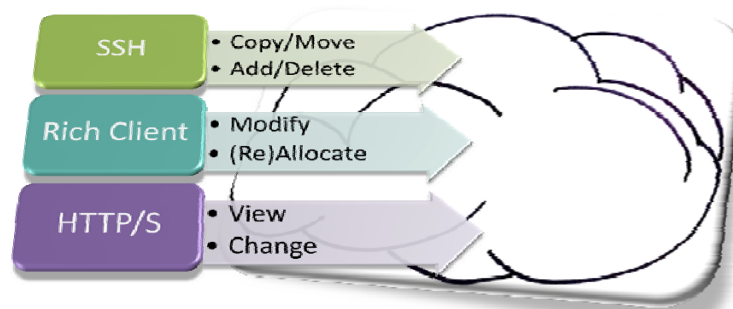 SSH
• Copy/Move
• Add/Delete
Rich Client
• Modify
• (Re)Allocate
HTTP/S
• View
• Change